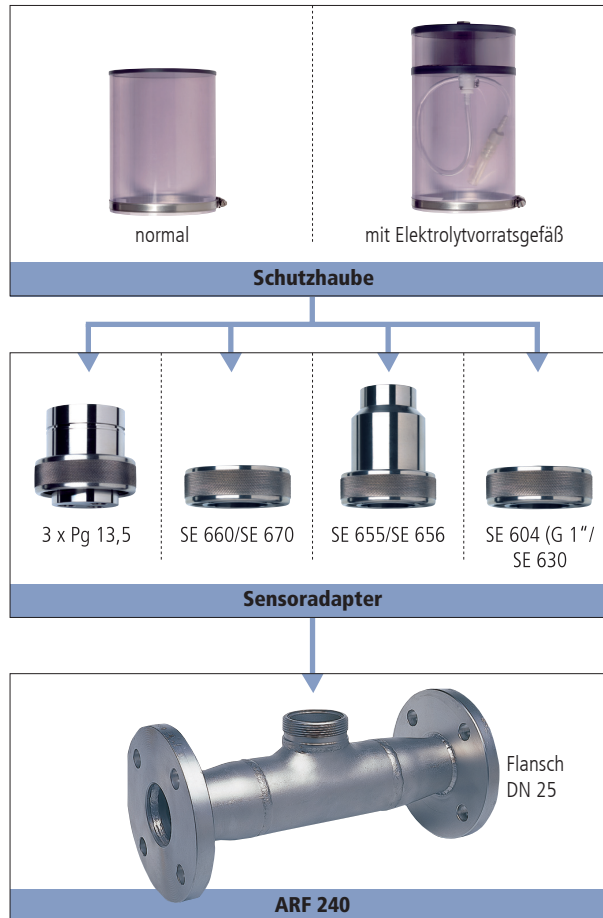 normal
mit Elektrolytvorratsgefäß
Schutzhaube
3 x Pg 13,5
SE 660/SE 670
SE 655/SE 656
SE 604 (G 1“/
SE 630
Sensoradapter
Flansch
DN 25
ARF 240